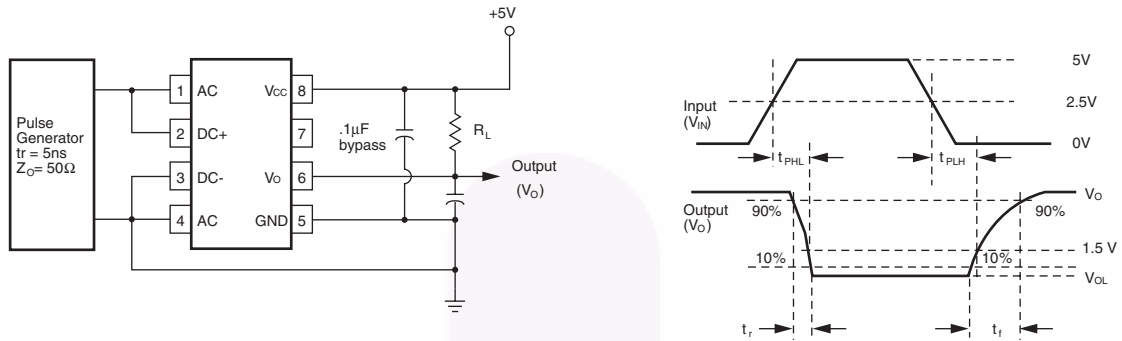 +5V
Pulse
Generator
tr = 5ns
Zo= 50Ω
1 AC
2 DC+
3 DC-
4 AC
Vcc 8
7
Vo 6
GND 5
.1μF
bypass
RL
Output
(Vo)
Input
(VIN)
5V
2.5V
0V
tPHL
tPLH
Output
(Vo)
90%
10%
Vo
90%
1.5 V
10%
VOL
tr
tf